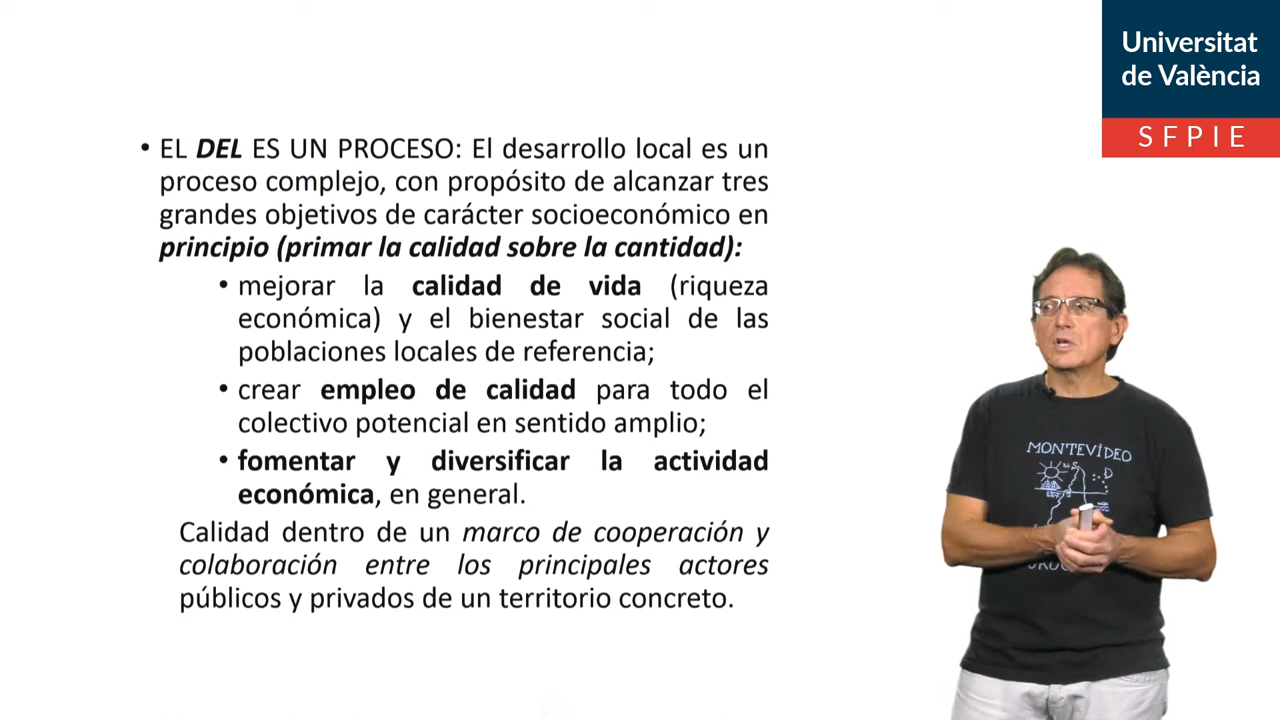 Universitat
de València
SFPIE
• EL DEL ES UN PROCESO: El desarrollo local es un
proceso complejo, con propósito de alcanzar tres
grandes objetivos de carácter socioeconómico en
principio (primar la calidad sobre la cantidad):
• mejorar la calidad de vida (riqueza
económica) y el bienestar social de las
poblaciones locales de referencia;
• crear empleo de calidad para todo el
colectivo potencial en sentido amplio;
• fomentar y diversificar la actividad
económica, en general.
Calidad dentro de un marco de cooperación y
colaboración entre los principales actores
públicos y privados de un territorio concreto.
MONTEVÍDEO